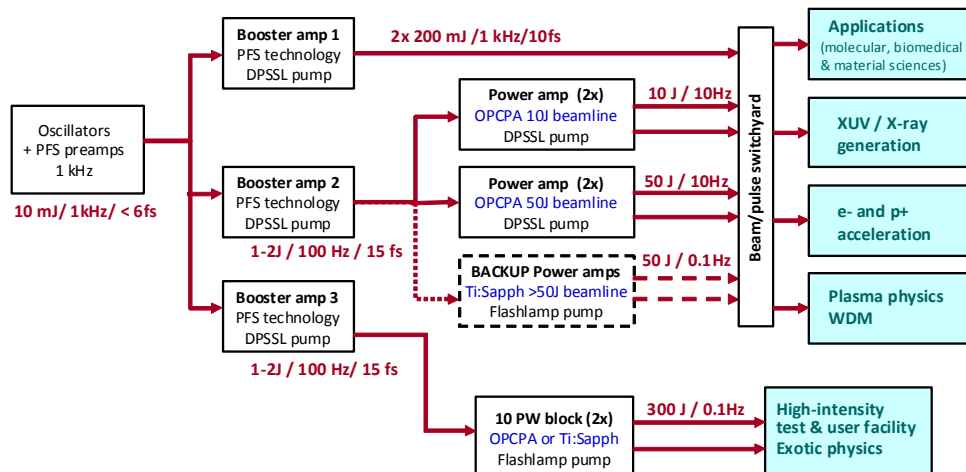 Oscillators
+ PFS preamps
1 kHz
10 mJ/ 1kHz/ < 6fs
Booster amp 1
PFS technology
DPSSL pump
2x 200 mJ /1 kHz/10fs
Booster amp 2
PFS technology
DPSSL pump
1-2J / 100 Hz / 15 fs
Booster amp 3
PFS technology
DPSSL pump
1-2J / 100 Hz/ 15 fs
Power amp (2x)
OPCPA 10J beamline
DPSSL pump
10 J / 10Hz
Power amp (2x)
OPCPA 50J beamline
DPSSL pump
50 J / 10Hz
BACKUP Power amps
Ti:Sapph >50J beamline
Flashlamp pump
50 J / 0.1Hz
10 PW block (2x)
OPCPA or Ti:Sapph
Flashlamp pump
300 J / 0.1Hz
Beam/pulse switchyard
Applications
(molecular, biomedical
& material sciences)
XUV / X-ray
generation
e- and p+
acceleration
Plasma physics
WDM
High-intensity
test & user facility
Exotic physics